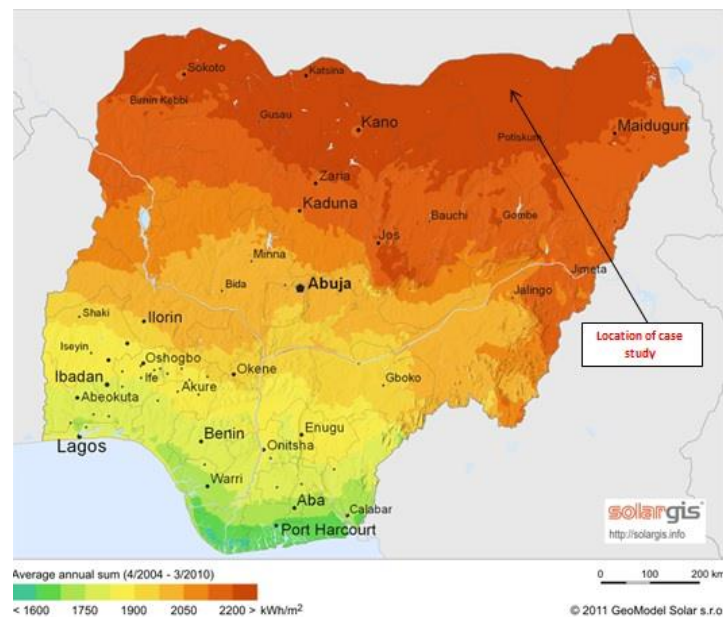 Sokoto
Katsina
Birnin Kebbi
Gusau
Kano
Potiskum
Maiduguri
Zaria
Kaduna
Bauchi
Gombe
Jos
Minna
Jimeta
Bida
Abuja
Jalingo
Shaki
Ilorin
Location of case
study
Iseyin
Oshogbo
Ibadan
Ife
Okene
Gboko
Abeokuta
Akure
Lagos
Benin
Enugu
Onitsha
Warri
Aba
Calabar
Port Harcourt
solargis
http://solargis.info
Average annual sum (4/2004 - 3/2010)
0 100 200 km
< 1600 1750 1900 2050 2200 > kWh/m²
© 2011 GeoModel Solar s.r.o